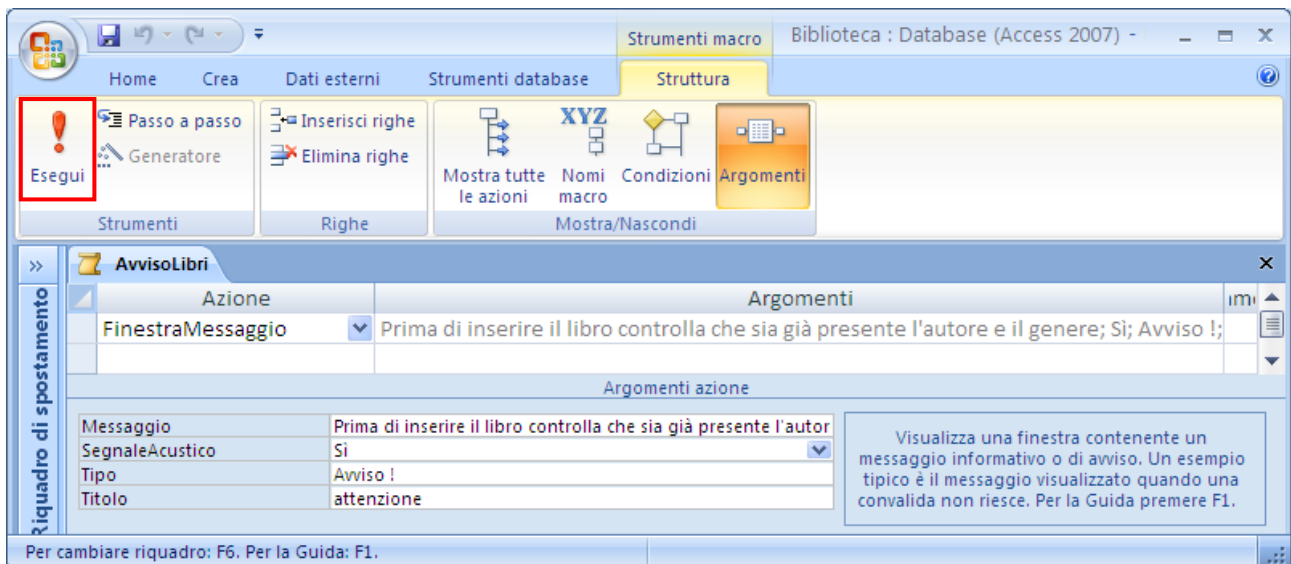 Strumenti macro Biblioteca : Database (Access 2007) -
Home Crea Dati esterni Strumenti database Struttura
Esegui
Passo a passo
Generatore
Strumenti
Inserisci righe
Elimina righe
Righe
Mostra tutte le azioni
XYZ
Nomi macro
Condizioni
Argomenti
Mostra/Nascondi
AvvisoLibri
Azione Argomenti
FinestraMessaggio Prima di inserire il libro controlla che sia già presente l'autore e il genere; Sì; Avviso !;
Argomenti azione
Messaggio Prima di inserire il libro controlla che sia già presente l'autor
SegnaleAcustico Sì
Tipo Avviso !
Titolo attenzione
Visualizza una finestra contenente un
messaggio informativo o di avviso. Un esempio
tipico è il messaggio visualizzato quando una
convalida non riesce. Per la Guida premere F1.
Riquadro di spostamento
Per cambiare riquadro: F6. Per la Guida: F1.